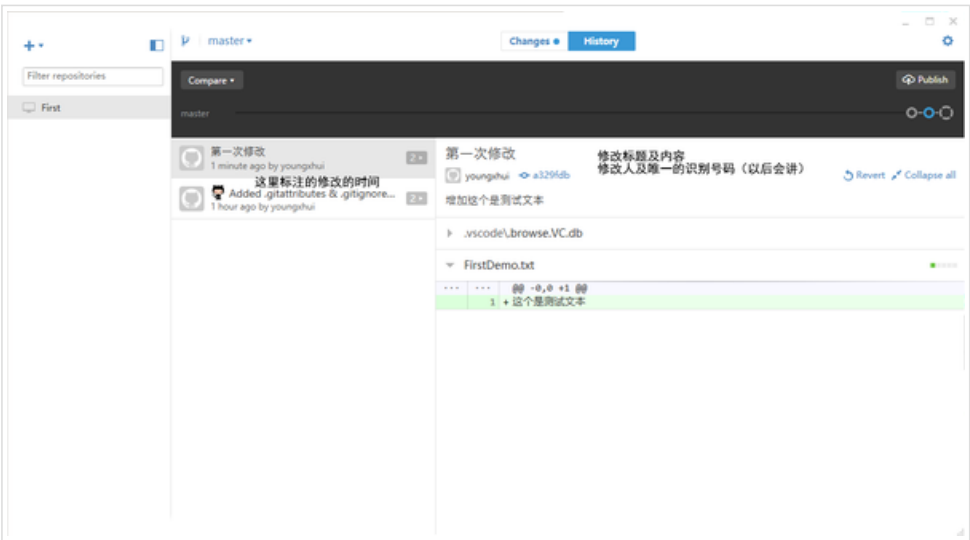 master
Changes
History
Filter repositories
First
Compare
Publish
master
第一次修改
1 minute ago by youngxhui
2
这里标注的修改的时间
Added .gitattributes & .gitignore...
1 hour ago by youngxhui
2
第一次修改
修改标题及内容
修改人及唯一的识别号码（以后会讲）
youngxhui
a329fdb
Revert
Collapse all
增加这个是测试文本
.vscode\.browse.VC.db
FirstDemo.txt
... ... @@ -0,0 +1 @@
1 + 这个是测试文本